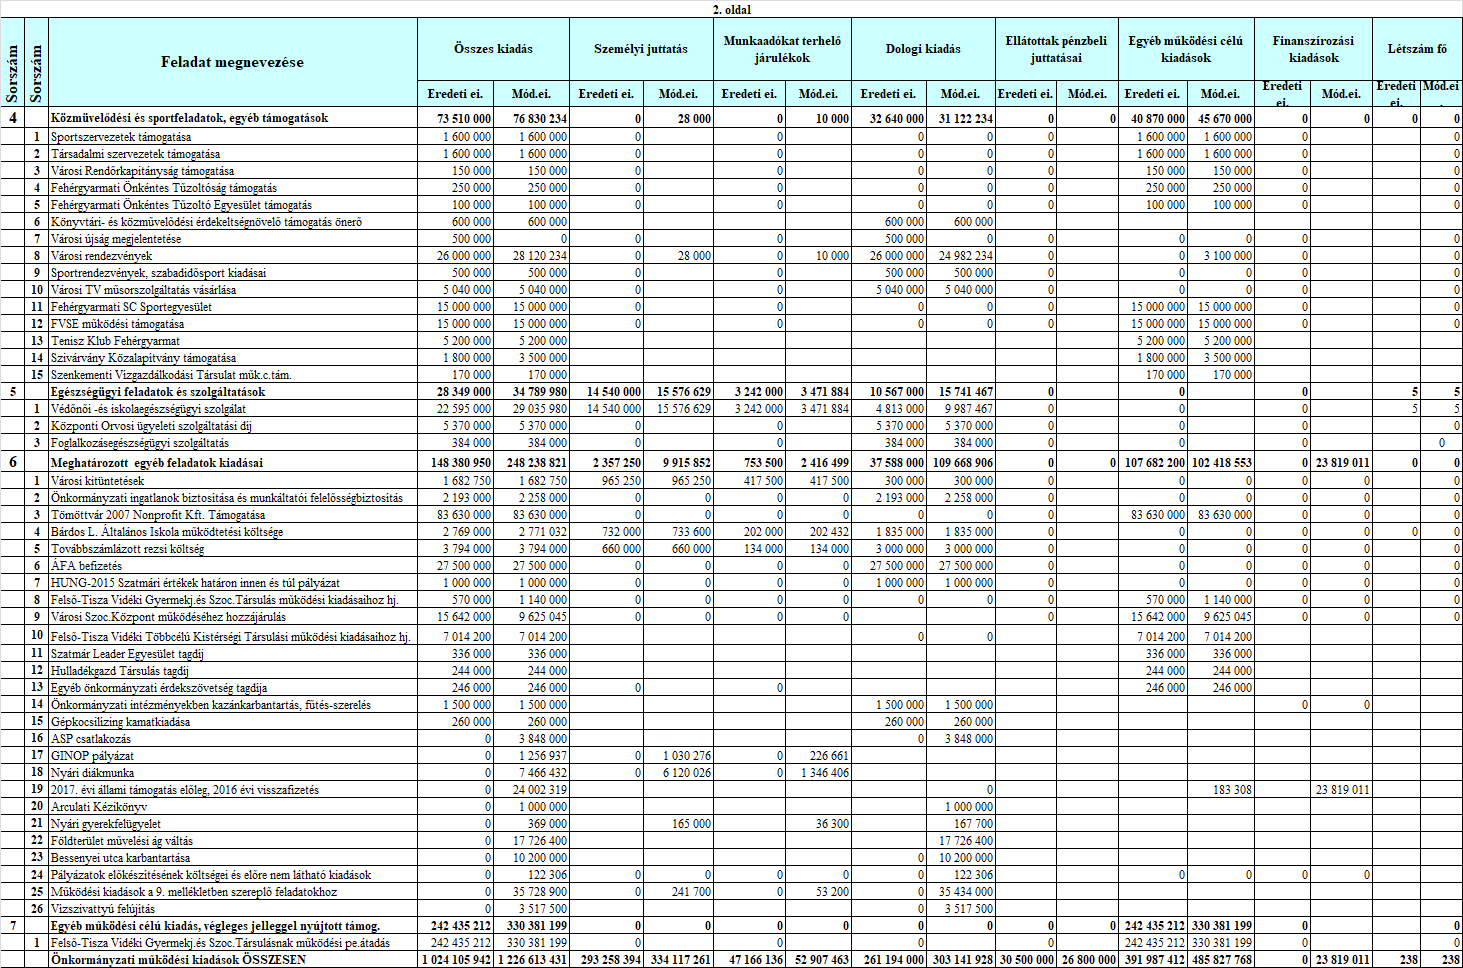 2. oldal
Sorszám Sorszám Feladat megnevezése Összes kiadás Személyi juttatás Munkaadókat terhelő járulékok Dologi kiadás Ellátottak pénzbeli juttatásai Egyéb működési célú kiadások Finanszírozási kiadások Létszám fő
Eredeti ei. Mód.ei. Eredeti ei. Mód.ei. Eredeti ei. Mód.ei. Eredeti ei. Mód.ei. Eredeti ei. Mód.ei. Eredeti ei. Mód.ei. Eredeti ei. Mód.ei. Eredeti ei. Mód.ei.
4 Közművelődési és sportfeladatok, egyéb támogatások 73 510 000 76 830 234 0 28 000 0 10 000 32 640 000 31 122 234 0 0 40 870 000 45 670 000 0 0 0 0
1 Sportszervezetek támogatása 1 600 000 1 600 000 0 0 0 0 0 1 600 000 1 600 000 0 0
2 Társadalmi szervezetek támogatása 1 600 000 1 600 000 0 0 0 0 0 1 600 000 1 600 000 0 0
3 Városi Rendőrkapitányság támogatása 150 000 150 000 0 0 0 0 0 150 000 150 000 0 0
4 Fehérgyarmati Önkéntes Tűzoltóság támogatás 250 000 250 000 0 0 0 0 0 250 000 250 000 0 0
5 Fehérgyarmati Önkéntes Tűzoltó Egyesület támogatás 100 000 100 000 0 0 0 0 0 100 000 100 000 0 0
6 Könyvtári- és közművelődési érdekeltségnövelő támogatás önerő 600 000 600 000 600 000 600 000
7 Városi újság megjelentetése 500 000 0 0 0 500 000 0 0 0 0 0 0
8 Városi rendezvények 26 000 000 28 120 234 0 28 000 0 10 000 26 000 000 24 982 234 0 0 3 100 000 0 0
9 Sportrendezvények, szabadidősport kiadásai 500 000 500 000 0 0 500 000 500 000 0 0 0 0 0
10 Városi TV műsorszolgáltatás vásárlása 5 040 000 5 040 000 0 0 5 040 000 5 040 000 0 0 0 0 0
11 Fehérgyarmati SC Sportegyesület 15 000 000 15 000 000 0 0 0 0 0 15 000 000 15 000 000 0 0
12 FVSE működési támogatása 15 000 000 15 000 000 0 0 0 0 0 15 000 000 15 000 000 0 0
13 Tenisz Klub Fehérgyarmat 5 200 000 5 200 000 5 200 000 5 200 000
14 Szivárvány Közalapítvány támogatása 1 800 000 3 500 000 1 800 000 3 500 000
15 Szenkementi Vizgazdálkodási Társulat műk.c.tám. 170 000 170 000 170 000 170 000
5 Egészségügyi feladatok és szolgáltatások 28 349 000 34 789 980 14 540 000 15 576 629 3 242 000 3 471 884 10 567 000 15 741 467 0 0 0 5 5
1 Védőnői -és iskolaegészségügyi szolgálat 22 595 000 29 035 980 14 540 000 15 576 629 3 242 000 3 471 884 4 813 000 9 987 467 0 0 0 5 5
2 Központi Orvosi ügyeleti szolgáltatási díj 5 370 000 5 370 000 0 0 5 370 000 5 370 000 0 0 0 0
3 Foglalkozásegészségügyi szolgáltatás 384 000 384 000 0 0 384 000 384 000 0 0 0 0
6 Meghatározott egyéb feladatok kiadásai 148 380 950 248 238 821 2 357 250 9 915 852 753 500 2 416 499 37 588 000 109 668 906 0 0 107 682 200 102 418 553 0 23 819 011 0 0
1 Városi kitüntetések 1 682 750 1 682 750 965 250 965 250 417 500 417 500 300 000 300 000 0 0 0 0 0 0
2 Önkormányzati ingatlanok biztosítása és munkáltatói felelősségbiztosítás 2 193 000 2 258 000 0 0 0 0 2 193 000 2 258 000 0 0 0 0 0 0
3 Tömöttvár 2007 Nonprofit Kft. Támogatása 83 630 000 83 630 000 0 0 0 0 0 0 0 83 630 000 83 630 000 0 0 0
4 Bárdos L. Általános Iskola működtetési költsége 2 769 000 2 771 032 732 000 733 600 202 000 202 432 1 835 000 1 835 000 0 0 0 0 0 0 0
5 Továbbszámlázott rezsi költség 3 794 000 3 794 000 660 000 660 000 134 000 134 000 3 000 000 3 000 000 0 0 0 0 0 0
6 ÁFA befizetés 27 500 000 27 500 000 0 0 0 0 27 500 000 27 500 000 0 0 0 0 0 0
7 HUNG-2015 Szatmári értékek határon innen és túl pályázat 1 000 000 1 000 000 0 0 0 0 1 000 000 1 000 000 0 0 0 0 0 0
8 Felső-Tisza Vidéki Gyermekj.és Szoc.Társulás működési kiadásaihoz hj. 570 000 1 140 000 0 0 0 0 0 0 0 570 000 1 140 000 0 0 0
9 Városi Szoc.Központ működéséhez hozzájárulás 15 642 000 9 625 045 0 0 0 0 0 0 0 15 642 000 9 625 045 0 0 0
10 Felső-Tisza Vidéki Többcélú Kistérségi Társulási működési kiadásaihoz hj. 7 014 200 7 014 200 0 0 7 014 200 7 014 200
11 Szatmár Leader Egyesület tagdíj 336 000 336 000 336 000 336 000
12 Hulladékgazd Társulás tagdíj 244 000 244 000 244 000 244 000
13 Egyéb önkormányzati érdekszövetség tagdíja 246 000 246 000 0 0 246 000 246 000
14 Önkormányzati intézményekben kazánkarbantartás, fűtés-szerelés 1 500 000 1 500 000 1 500 000 1 500 000 0 0
15 Gépkocsilizing kamatkiadása 260 000 260 000 260 000 260 000
16 ASP csatlakozás 0 3 848 000 0 3 848 000
17 GINOP pályázat 0 1 256 937 0 1 030 276 0 226 661
18 Nyári diákmunka 0 7 466 432 0 6 120 026 0 1 346 406
19 2017. évi állami támogatás előleg, 2016 évi visszafizetés 0 24 002 319 0 183 308 23 819 011
20 Arculati Kézikönyv 0 1 000 000 1 000 000
21 Nyári gyerekfelügyelet 0 369 000 165 000 36 300 167 700
22 Földterület művelési ág váltás 0 17 726 400 17 726 400
23 Bessenyei utca karbantartása 0 10 200 000 0 10 200 000
24 Pályázatok előkészítésének költségei és előre nem látható kiadások 0 122 306 0 0 0 0 0 122 306 0 0 0 0
25 Működési kiadások a 9. mellékletben szereplő feladatokhoz 0 35 728 900 0 241 700 0 53 200 0 35 434 000
26 Vízszivattyú felújítás 0 3 517 500 0 3 517 500
7 Egyéb működési célú kiadás, végleges jelleggel nyújtott támog. 242 435 212 330 381 199 0 0 0 0 0 0 0 0 242 435 212 330 381 199 0 0 0 0
1 Felső-Tisza Vidéki Gyermekj.és Szoc.Társulásnak működési pe.átadás 242 435 212 330 381 199 0 0 0 0 0 242 435 212 330 381 199 0 0
Önkormányzati működési kiadások ÖSSZESEN 1 024 105 942 1 226 613 431 293 258 394 334 117 261 47 166 136 52 907 463 261 194 000 303 141 928 30 500 000 26 800 000 391 987 412 485 827 768 0 23 819 011 238 238